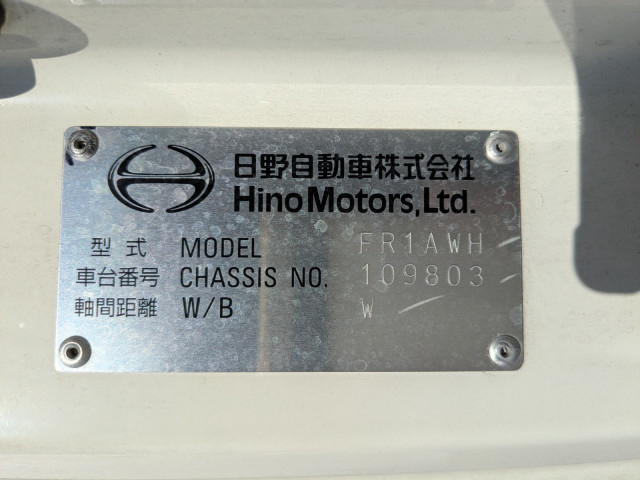 日野自動車株式会社
Hino Motors, Ltd.
型式 MODEL FR1AWH
車台番号 CHASSIS NO. 109803
軸間距離 W/B W